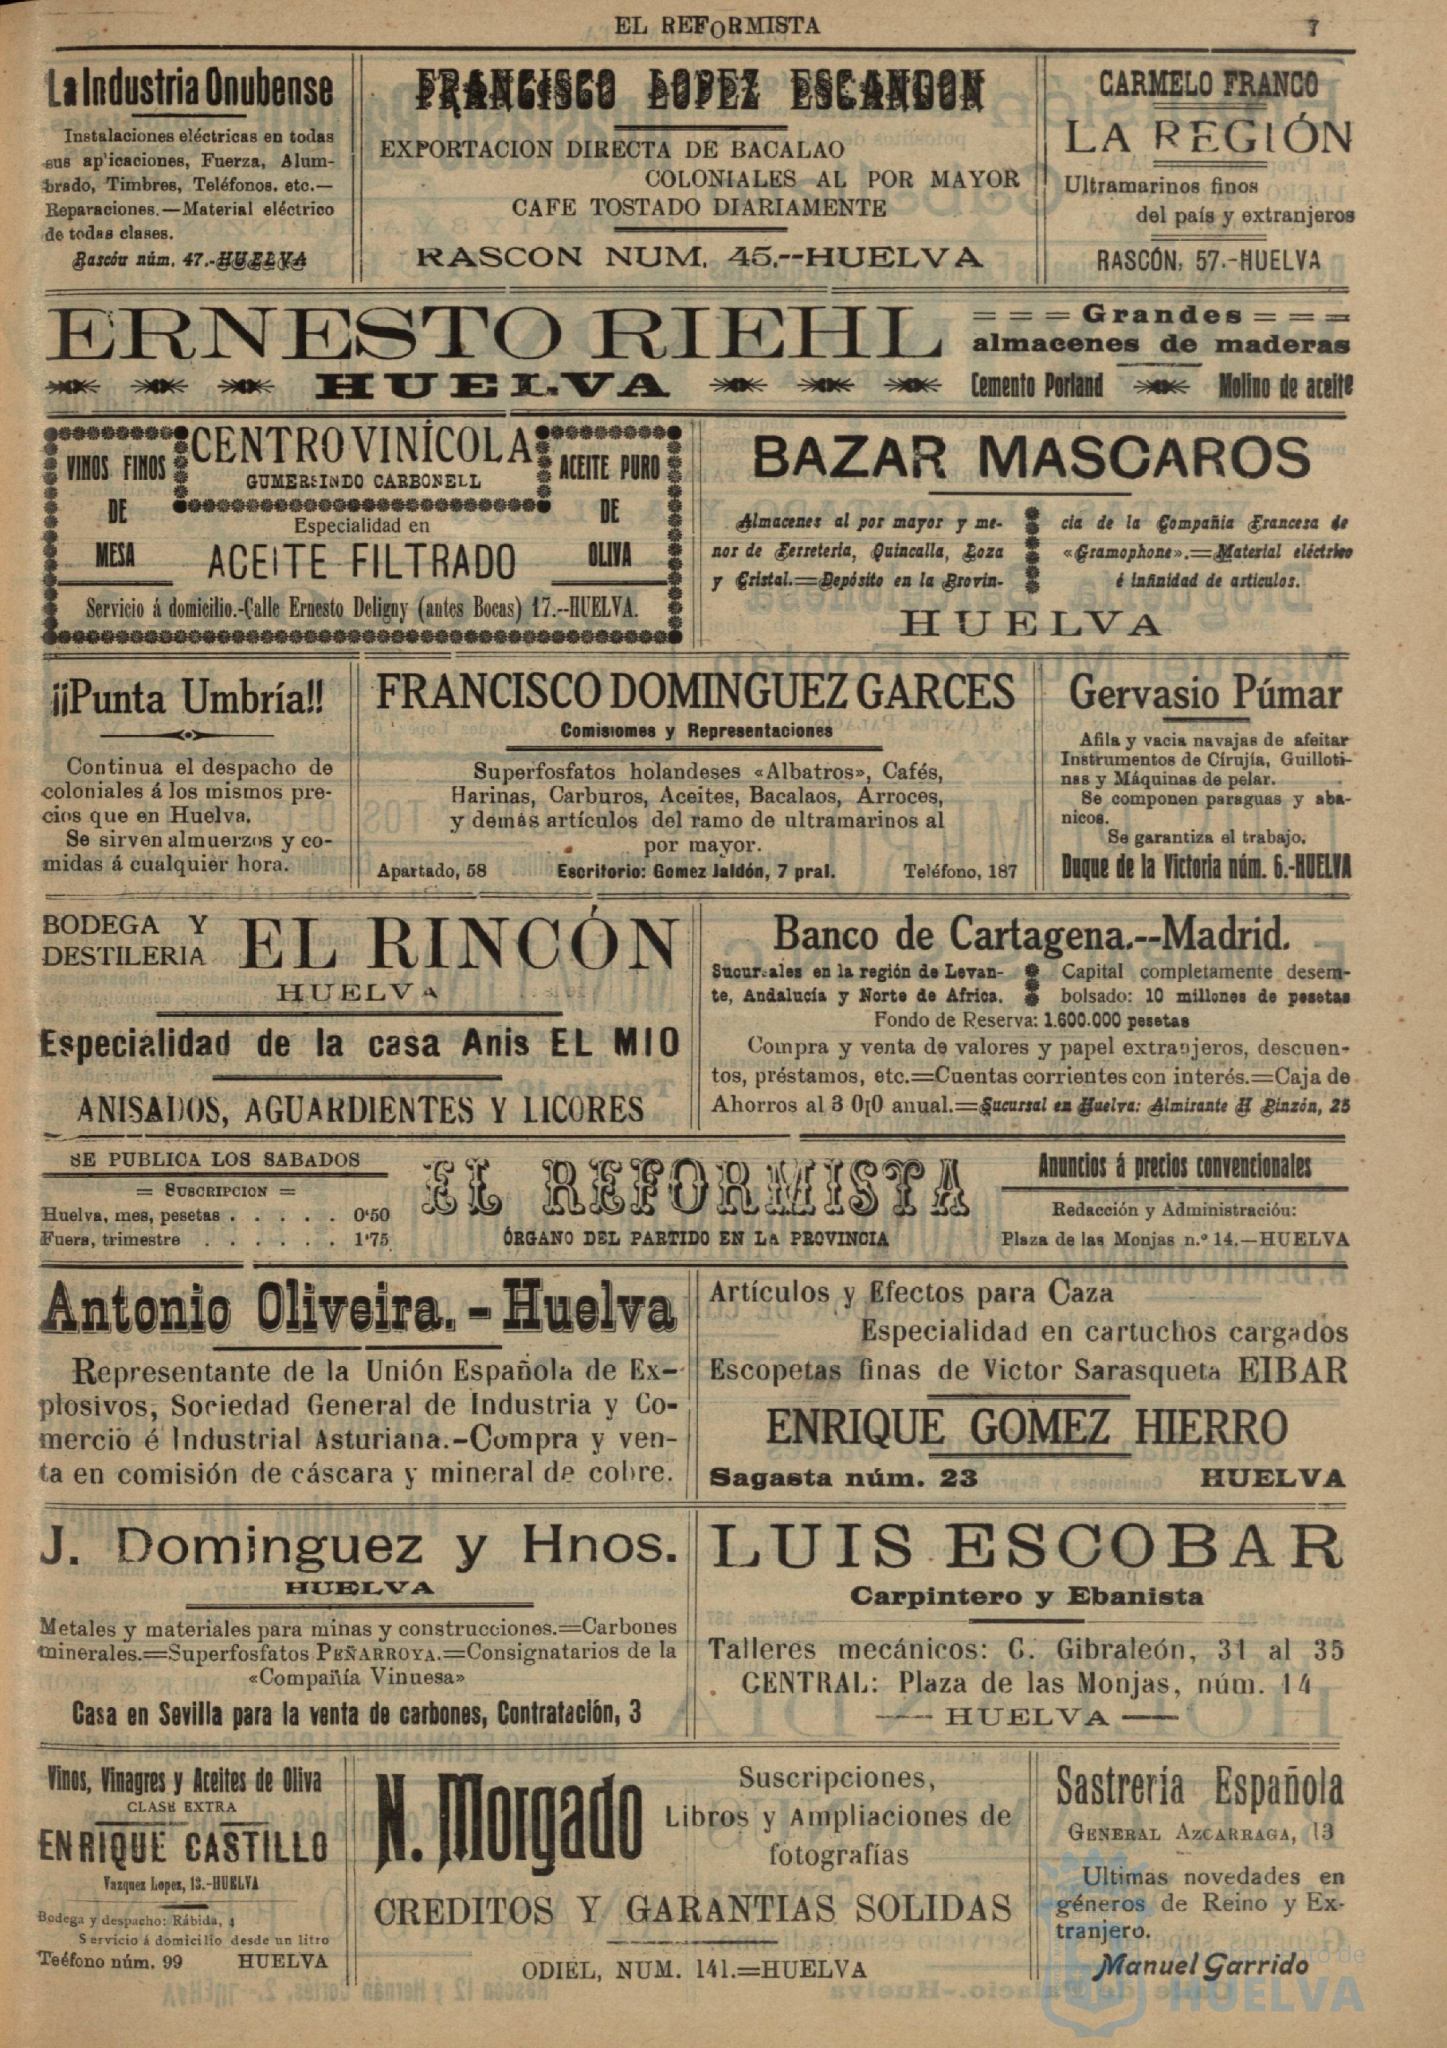 EL REFORMISTA
7
La Industria Onubense
Instalaciones eléctricas en todas
sus ap'icaciones, Fuerza, Alum-
brado, Timbres, Teléfonos. etc.—
Reparaciones.—Material eléctrico
de todas clases.
Rascón núm. 47.-HUELVA
FRANCISCO LOPEZ ESCANDON
EXPORTACION DIRECTA DE BACALAO
COLONIALES AL POR MAYOR
CAFE TOSTADO DIARIAMENTE
RASCON NUM. 45.--HUELVA
CARMELO FRANCO
LA REGIÓN
Ultramarinos finos
del país y extranjeros
RASCÓN, 57.-HUELVA
ERNESTO RIEHL
HUELVA
= = = Grandes = = =
almacenes de maderas
Cemento Porland Molino de aceite
VINOS FINOS
DE
MESA
CENTRO VINÍCOLA
GUMERSINDO CARBONELL
Especialidad en
ACEITE FILTRADO
ACEITE PURO
DE
OLIVA
Servicio á domicilio.-Calle Ernesto Deligny (antes Bocas) 17.--HUELVA.
BAZAR MASCAROS
Almacenes al por mayor y me-
nor de Ferreteria, Quincalla, Loza
y Cristal.=Depósito en la Provin-
cia de la Compañia Francesa de
«Gramophone».=Material eléctrico
é infinidad de articulos.
HUELVA
¡¡Punta Umbría!!
Continua el despacho de
coloniales á los mismos pre-
cios que en Huelva.
Se sirven almuerzos y co-
midas á cualquier hora.
FRANCISCO DOMINGUEZ GARCES
Comisiomes y Representaciones
Superfosfatos holandeses «Albatros», Cafés,
Harinas, Carburos, Aceites, Bacalaos, Arroces,
y demás artículos del ramo de ultramarinos al
por mayor.
Apartado, 58 Escritorio: Gomez Jaldón, 7 pral. Teléfono, 187
Gervasio Púmar
Afila y vacia navajas de afeitar
Instrumentos de Cirujía, Guilloti-
nas y Máquinas de pelar.
Se componen paraguas y aba-
nicos.
Se garantiza el trabajo.
Duque de la Victoria núm. 6.-HUELVA
BODEGA Y
DESTILERIA
EL RINCÓN
HUELVA
Especialidad de la casa Anis EL MIO
ANISADOS, AGUARDIENTES Y LICORES
Banco de Cartagena.--Madrid.
Sucursales en la región de Levan-
te, Andalucía y Norte de Africa.
Capital completamente desem-
bolsado: 10 millones de pesetas
Fondo de Reserva: 1.600.000 pesetas
Compra y venta de valores y papel extranjeros, descuen-
tos, préstamos, etc.=Cuentas corrientes con interés.=Caja de
Ahorros al 3 0¡0 anual.=Sucursal en Huelva: Almirante H Pinzón, 25
SE PUBLICA LOS SABADOS
= SUSCRIPCION =
Huelva, mes, pesetas . . . . . 0'50
Fuera, trimestre . . . . . . 1'75
EL REFORMISTA
ÓRGANO DEL PARTIDO EN LA PROVINCIA
Anuncios á precios convencionales
Redacción y Administración:
Plaza de las Monjas n.º 14.—HUELVA
Antonio Oliveira.-Huelva
Representante de la Unión Española de Ex-
plosivos, Sociedad General de Industria y Co-
mercio é Industrial Asturiana.-Compra y ven-
ta en comisión de cáscara y mineral de cobre.
Artículos y Efectos para Caza
Especialidad en cartuchos cargados
Escopetas finas de Victor Sarasqueta EIBAR
ENRIQUE GOMEZ HIERRO
Sagasta núm. 23 HUELVA
J. Dominguez y Hnos.
HUELVA
Metales y materiales para minas y construcciones.=Carbones
minerales.=Superfosfatos PEÑARROYA.=Consignatarios de la
«Compañía Vinuesa»
Casa en Sevilla para la venta de carbones, Contratación, 3
LUIS ESCOBAR
Carpintero y Ebanista
Talleres mecánicos: C. Gibraleón, 31 al 35
CENTRAL: Plaza de las Monjas, núm. 14
HUELVA
Vinos, Vinagres y Aceites de Oliva
CLASE EXTRA
ENRIQUE CASTILLO
Vazquez Lopez, 13.-HUELVA
Bodega y despacho: Rábida, 4
Servicio á domicilio desde un litro
Teéfono núm. 99 HUELVA
N. Morgado
Suscripciones,
Libros y Ampliaciones de
fotografías
CREDITOS Y GARANTIAS SOLIDAS
ODIEL, NUM. 141.=HUELVA
Sastrería Española
GENERAL AZCARRAGA, 13
Ultimas novedades en
géneros de Reino y Ex-
tranjero.
Manuel Garrido
Ayuntamiento de
HUELVA